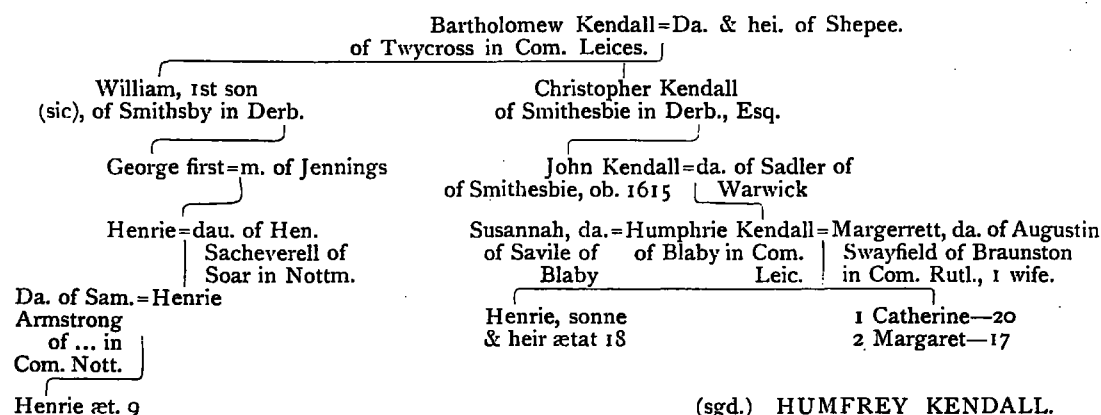 Bartholomew Kendall=Da. & hei. of Shepee.
of Twycross in Com. Leices.
William, 1st son
(sic), of Smithsby in Derb.
Christopher Kendall
of Smithesbie in Derb., Esq.
George first=m. of Jennings
John Kendall=da. of Sadler of
of Smithesbie, ob. 1615 Warwick
Henrie=dau. of Hen.
Sacheverell of
Soar in Nottm.
Susannah, da.=Humphrie Kendall=Margerrett, da. of Augustin
of Savile of of Blaby in Com. Swayfield of Braunston
Blaby Leic. in Com. Rutl., 1 wife.
Da. of Sam.=Henrie
Armstrong
of ... in
Com. Nott.
Henrie, sonne
& heir ætat 18
1 Catherine—20
2 Margaret—17
Henrie æt. 9
(sgd.) HUMFREY KENDALL.